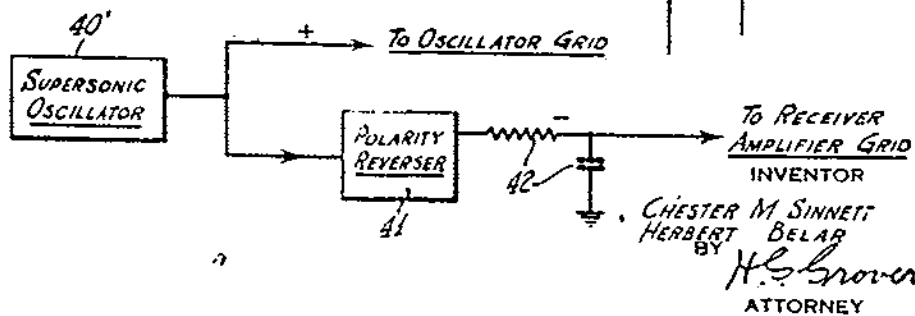 40'
SUPERSONIC
OSCILLATOR
+
TO OSCILLATOR GRID
POLARITY
REVERSER
41
-
42
TO RECEIVER
AMPLIFIER GRID
INVENTOR
CHESTER M SINNETT
HERBERT BELAR
BY
H. G. Grover
ATTORNEY